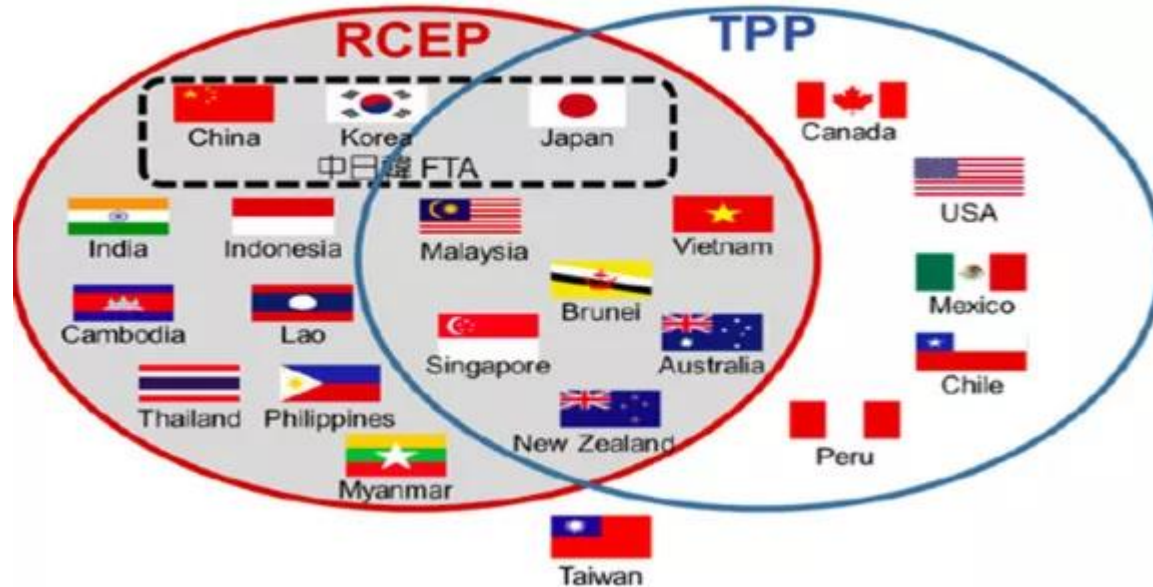 RCEP
TPP
China
Korea
Japan
Canada
中日韓 FTA
USA
India
Indonesia
Malaysia
Vietnam
Brunei
Mexico
Cambodia
Lao
Singapore
Australia
Chile
Thailand
Philippines
New Zealand
Peru
Myanmar
Taiwan